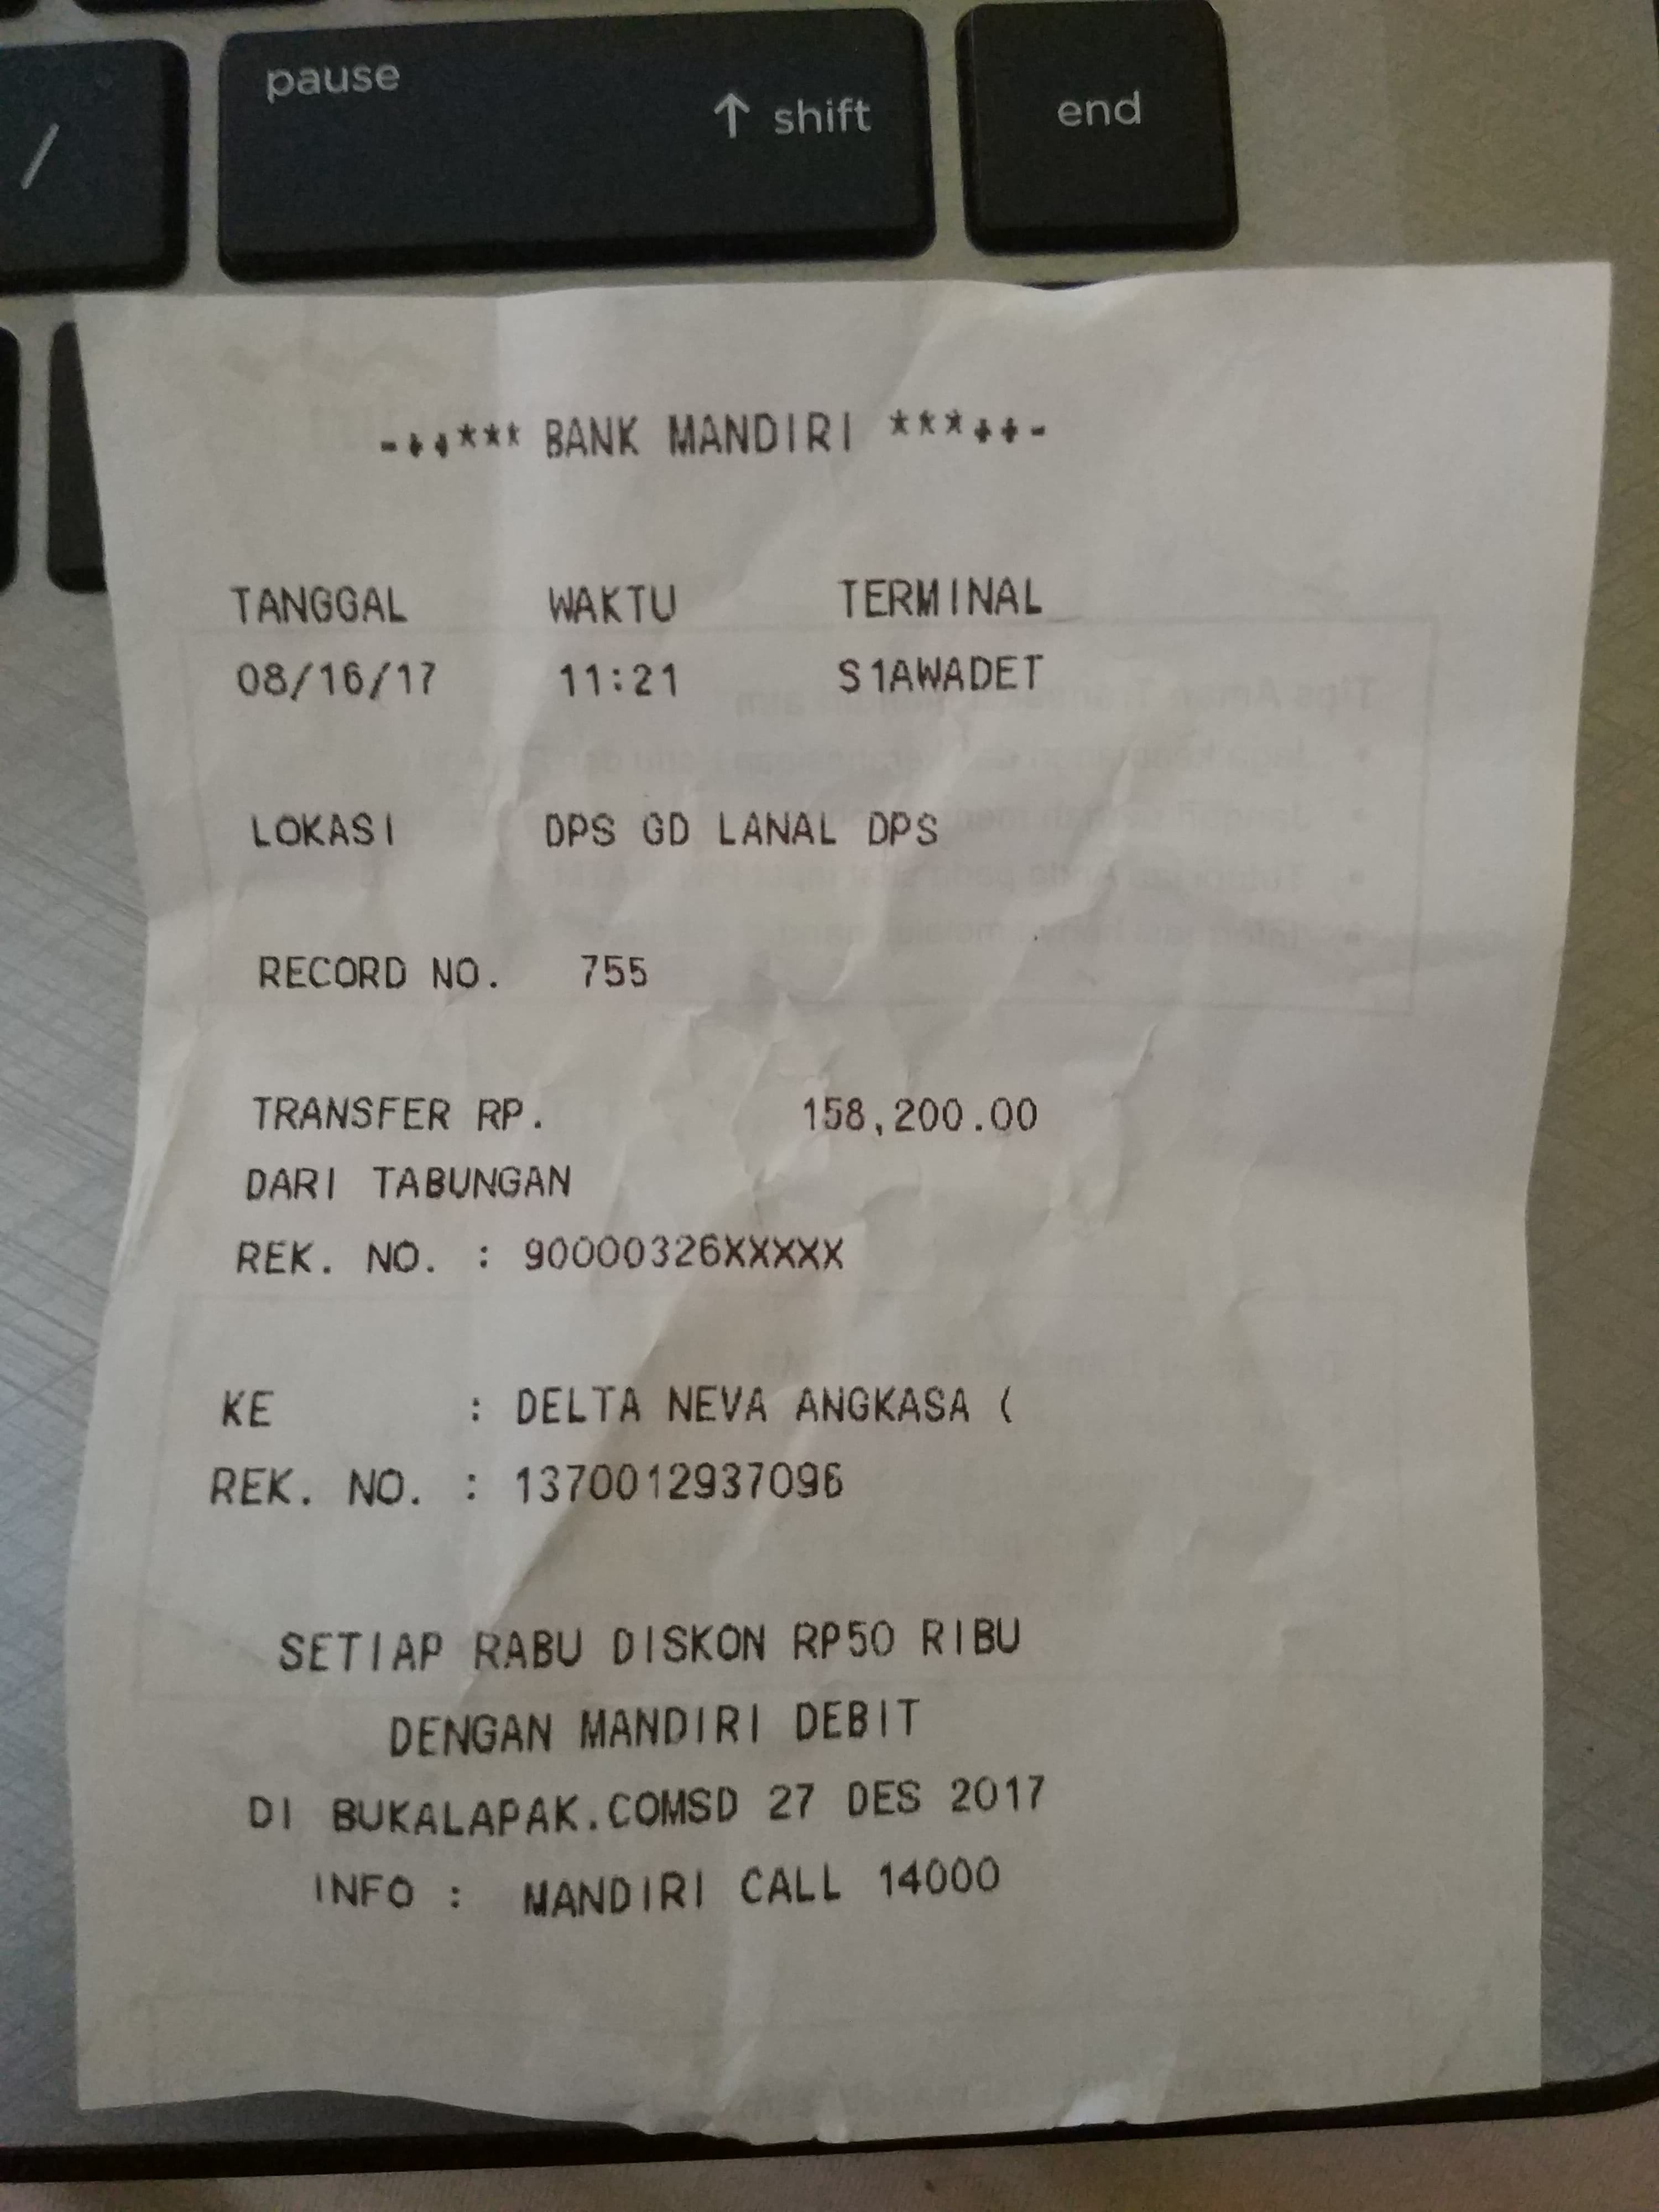 /
pause
↑ shift
end
-++*** BANK MANDIRI ***++-
TANGGAL WAKTU TERMINAL
08/16/17 11:21 S1AWADET
LOKASI DPS GD LANAL DPS
RECORD NO. 755
TRANSFER RP. 158,200.00
DARI TABUNGAN
REK. NO. : 90000326XXXXX
KE : DELTA NEVA ANGKASA (
REK. NO. : 1370012937096
SETIAP RABU DISKON RP50 RIBU
DENGAN MANDIRI DEBIT
DI BUKALAPAK.COMSD 27 DES 2017
INFO : MANDIRI CALL 14000